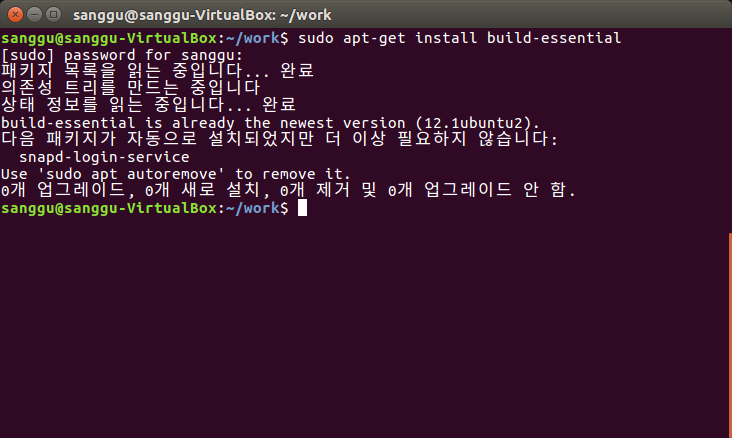 sanggu@sanggu-VirtualBox: ~/work
sanggu@sanggu-VirtualBox:~/work$ sudo apt-get install build-essential
[sudo] password for sanggu:
패키지 목록을 읽는 중입니다... 완료
의존성 트리를 만드는 중입니다
상태 정보를 읽는 중입니다... 완료
build-essential is already the newest version (12.1ubuntu2).
다음 패키지가 자동으로 설치되었지만 더 이상 필요하지 않습니다:
  snapd-login-service
Use 'sudo apt autoremove' to remove it.
0개 업그레이드, 0개 새로 설치, 0개 제거 및 0개 업그레이드 안 함.
sanggu@sanggu-VirtualBox:~/work$